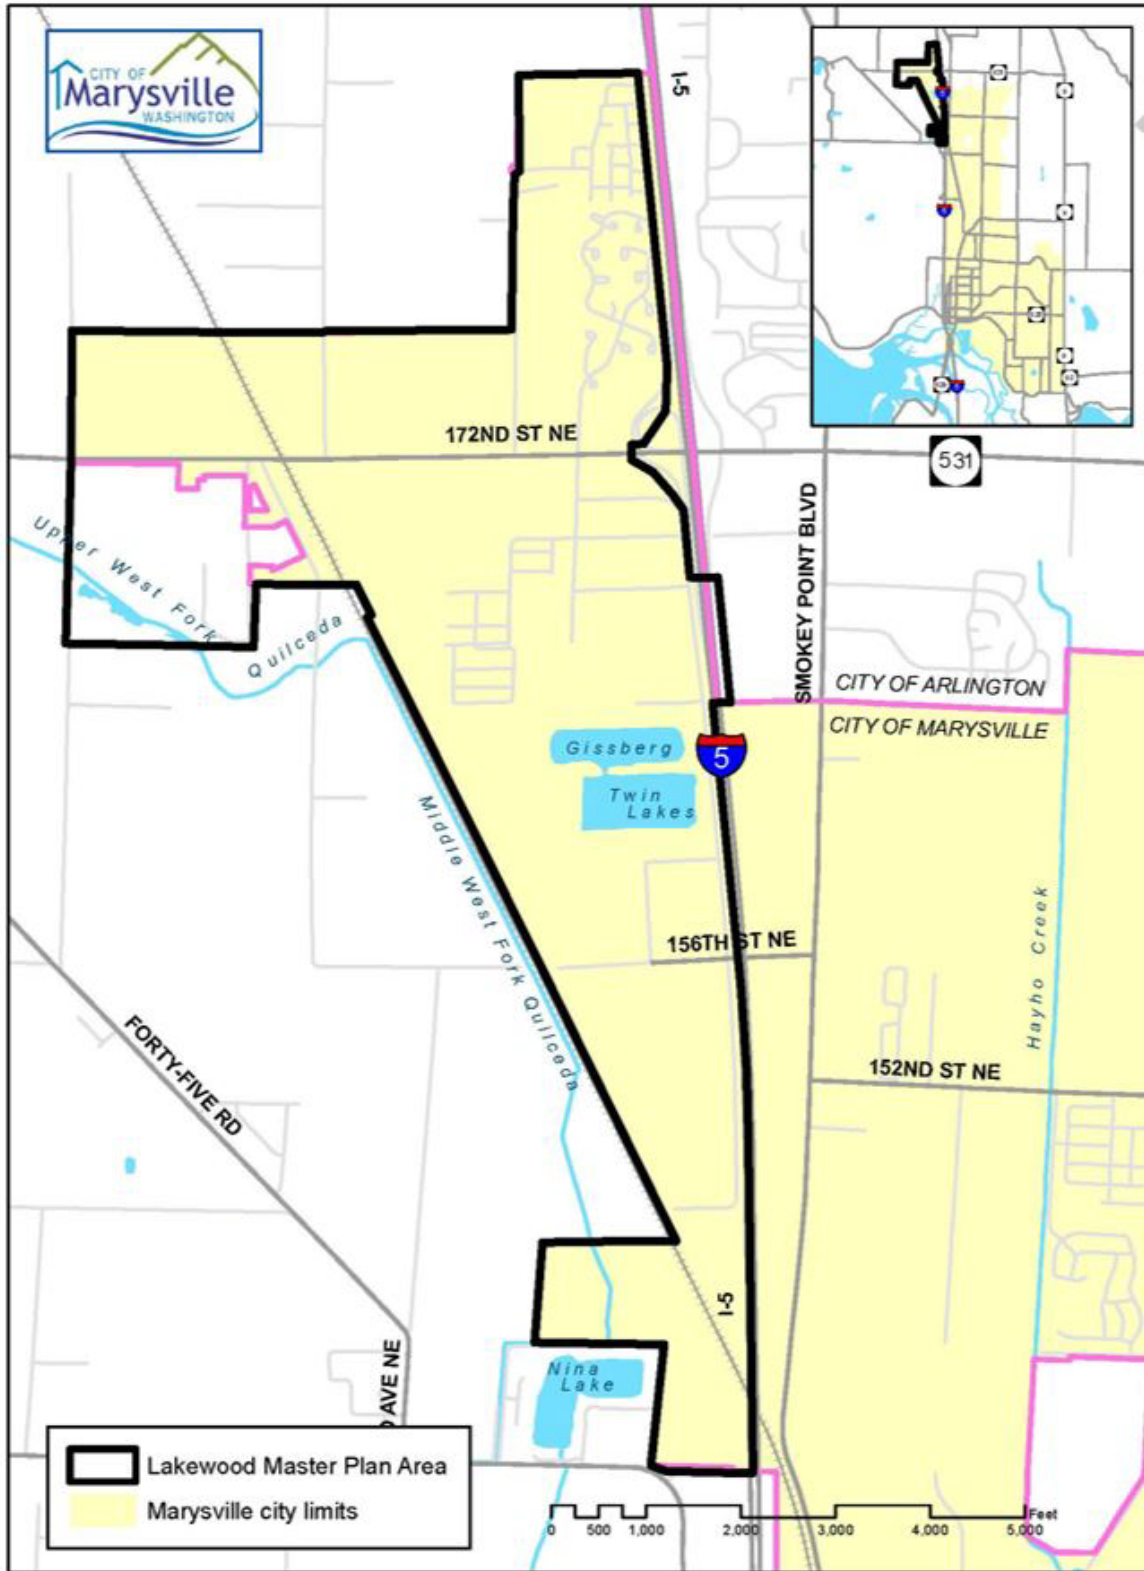 CITY OF
Marysville
WASHINGTON
I-5
172ND ST NE
531
SMOKEY POINT BLVD
Upper West Fork
Quilceda
CITY OF ARLINGTON
CITY OF MARYSVILLE
Gissberg
5
Twin
Lakes
Middle West Fork Quilceda
156TH ST NE
Hayho Creek
152ND ST NE
FORTY-FIVE RD
I-5
AVE NE
Nina
Lake
Lakewood Master Plan Area
Marysville city limits
Feet
0 500 1,000 2,000 3,000 4,000 5,000